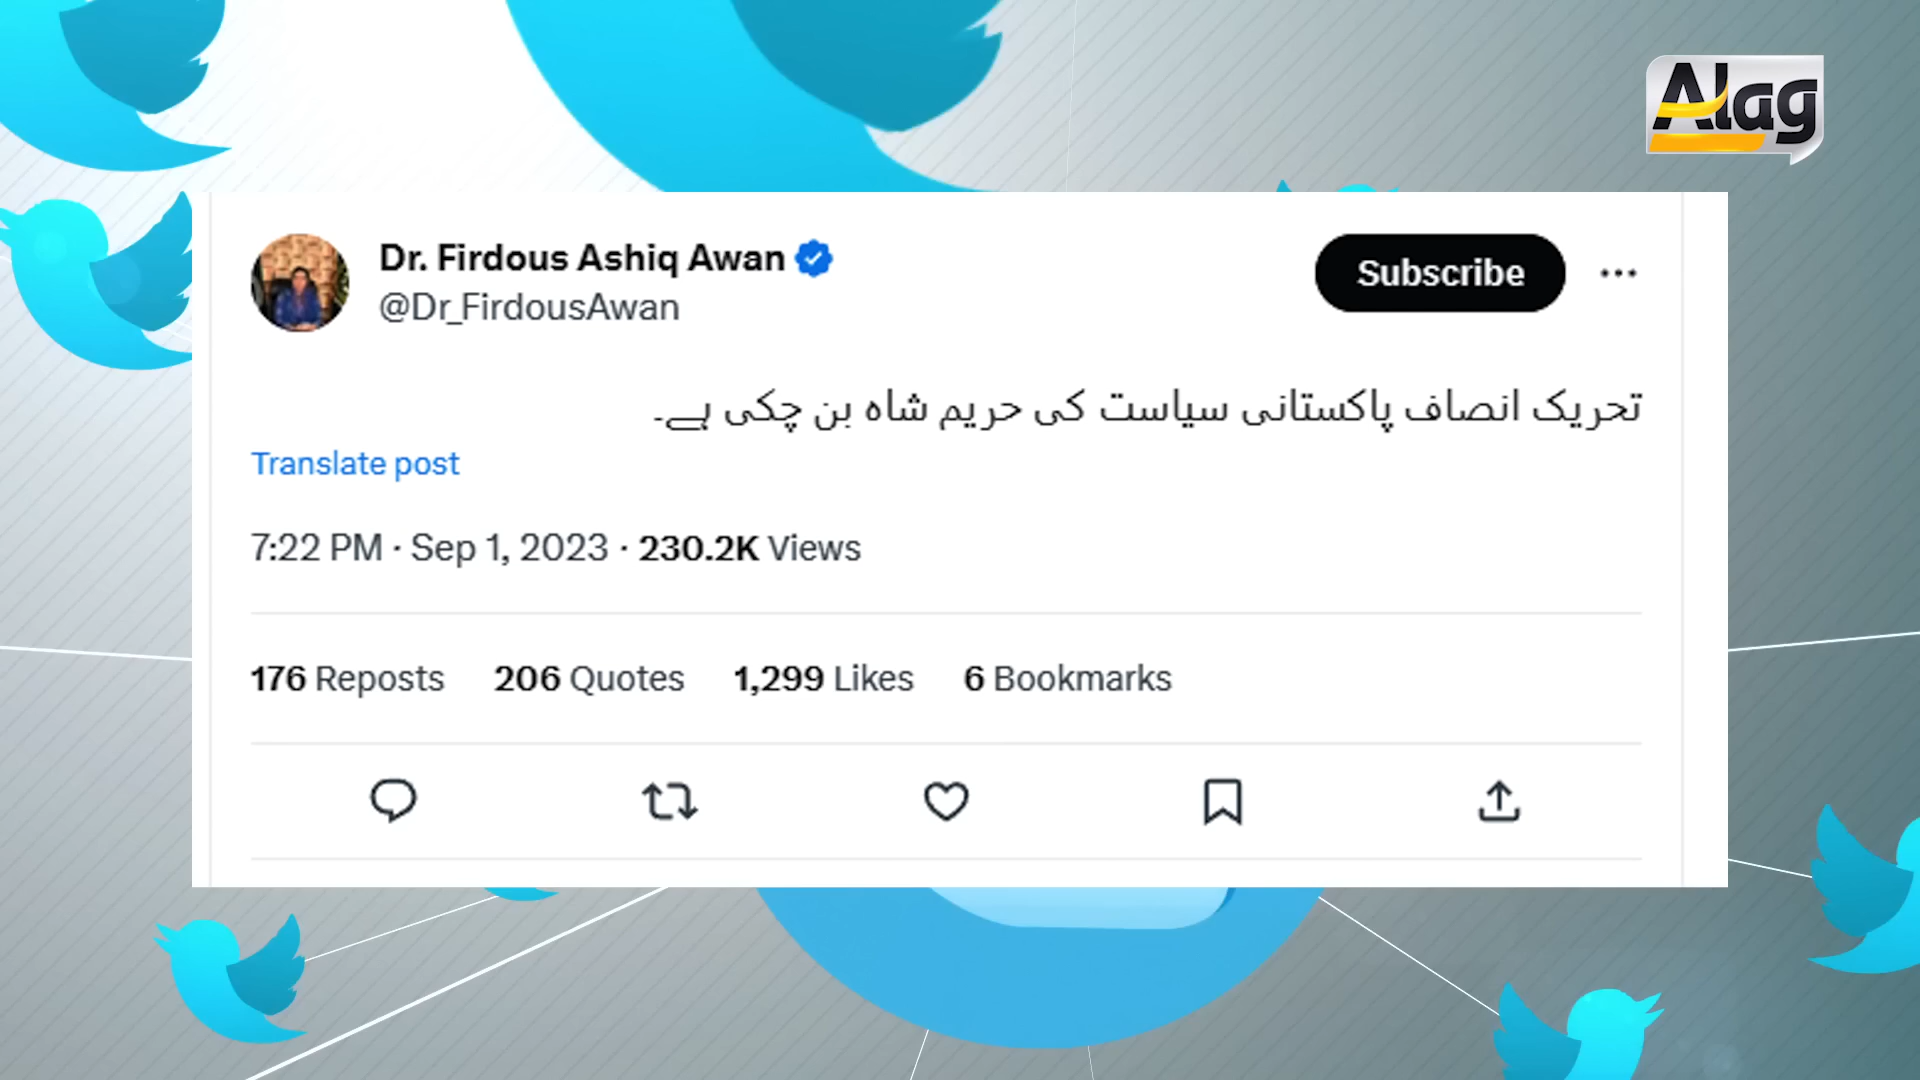 Alag
Dr. Firdous Ashiq Awan
@Dr_FirdousAwan
Subscribe
تحریک انصاف پاکستانی سیاست کی حریم شاہ بن چکی ہے۔
Translate post
7:22 PM · Sep 1, 2023 · 230.2K Views
176 Reposts 206 Quotes 1,299 Likes 6 Bookmarks